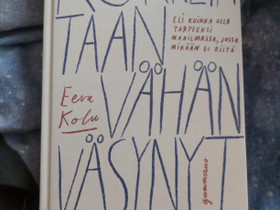 TAAN
ELI KUINKA OLLA
TARPEEKSI
MAAILMASSA, JOSSA
MIKÄÄN EI RIITÄ
Eeva
Kolu
VÄHÄN
VÄSYNYT
gummerus